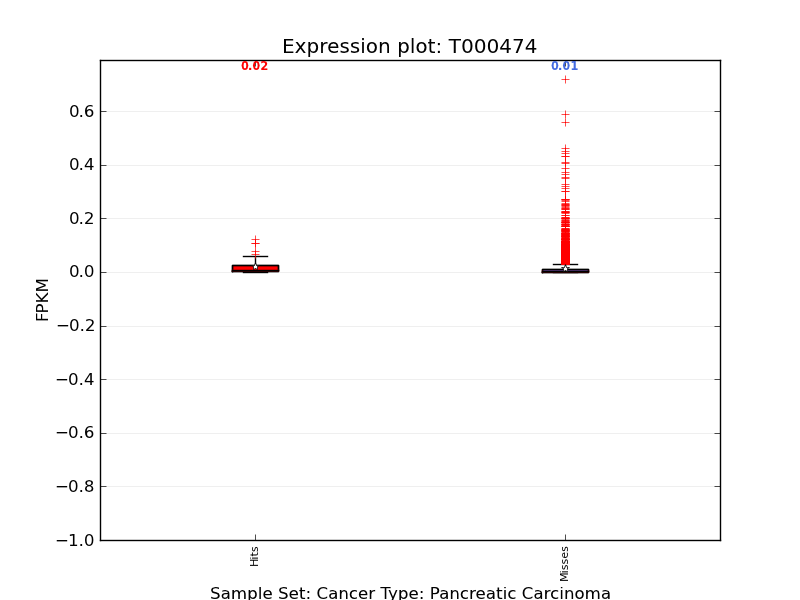 Expression plot: T000474
0.02
0.01
0.6
0.4
0.2
0.0
−0.2
−0.4
−0.6
−0.8
−1.0
FPKM
Hits
Misses
Sample Set: Cancer Type: Pancreatic Carcinoma